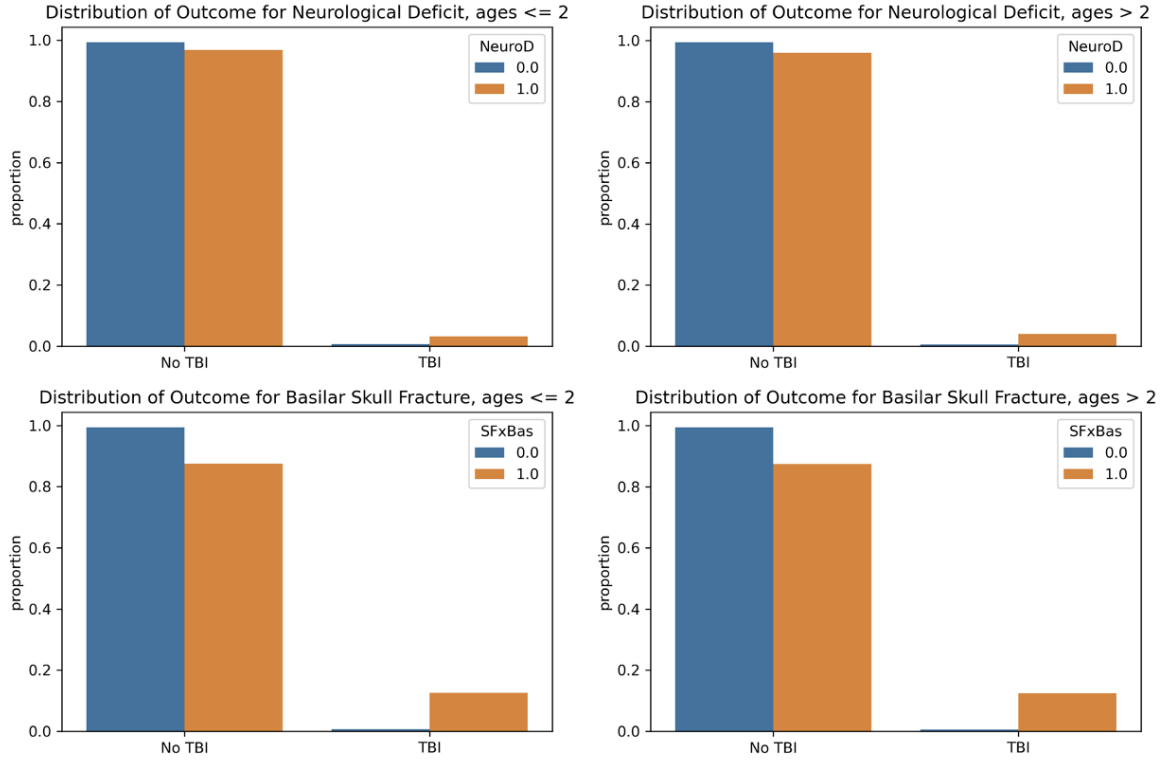 Distribution of Outcome for Neurological Deficit, ages <= 2
proportion
1.0
0.8
0.6
0.4
0.2
0.0
No TBI
TBI
NeuroD
0.0
1.0
Distribution of Outcome for Neurological Deficit, ages > 2
proportion
1.0
0.8
0.6
0.4
0.2
0.0
No TBI
TBI
NeuroD
0.0
1.0
Distribution of Outcome for Basilar Skull Fracture, ages <= 2
proportion
1.0
0.8
0.6
0.4
0.2
0.0
No TBI
TBI
SFxBas
0.0
1.0
Distribution of Outcome for Basilar Skull Fracture, ages > 2
proportion
1.0
0.8
0.6
0.4
0.2
0.0
No TBI
TBI
SFxBas
0.0
1.0